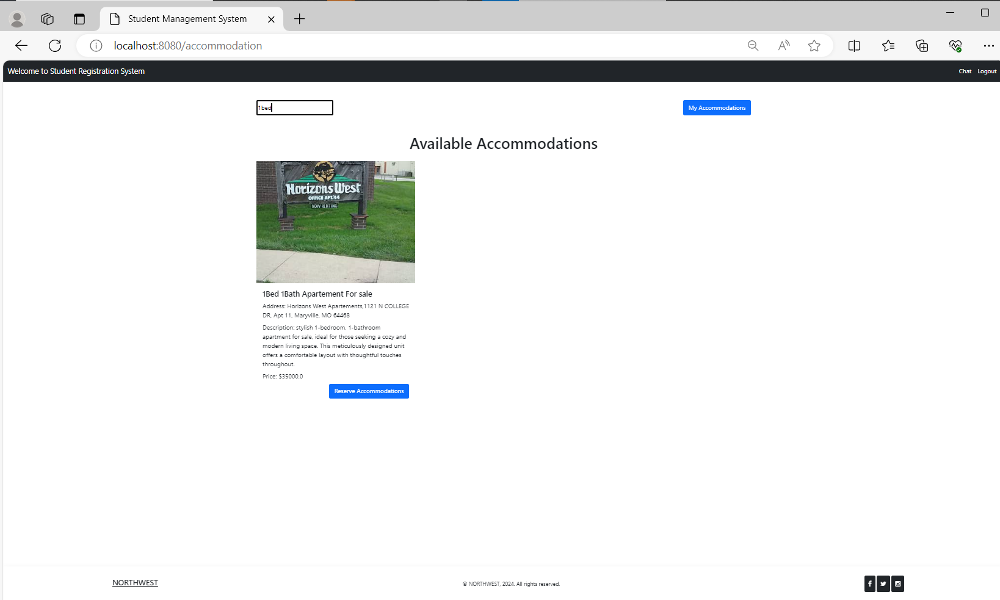 Student Management System
localhost:8080/accommodation
Welcome to Student Registration System
Chat Logout
1bed
My Accommodations
Available Accommodations
Horizons West
OFFICE APT.44
NOW RENTING
1Bed 1Bath Apartement For sale
Address: Horizons West Apartements,1121 N COLLEGE
DR, Apt 11, Maryville, MO 64468
Description: stylish 1-bedroom, 1-bathroom
apartment for sale, ideal for those seeking a cozy and
modern living space. This meticulously designed unit
offers a comfortable layout with thoughtful touches
throughout.
Price: $35000.0
Reserve Accommodations
NORTHWEST
© NORTHWEST, 2024. All rights reserved.